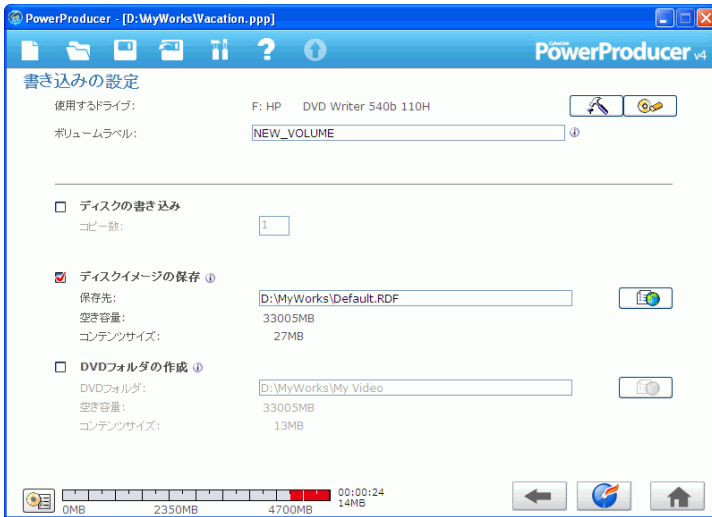 PowerProducer - [D:\MyWorks\Vacation.ppp]
CyberLink
PowerProducer v4
書き込みの設定
使用するドライブ: F: HP DVD Writer 540b 110H
ボリュームラベル: NEW_VOLUME
ディスクの書き込み
コピー数: 1
ディスクイメージの保存
保存先: D:\MyWorks\Default.RDF
空き容量: 33005MB
コンテンツサイズ: 27MB
DVDフォルダの作成
DVDフォルダ: D:\MyWorks\My Video
空き容量: 33005MB
コンテンツサイズ: 13MB
00:00:24
14MB
0MB 2350MB 4700MB